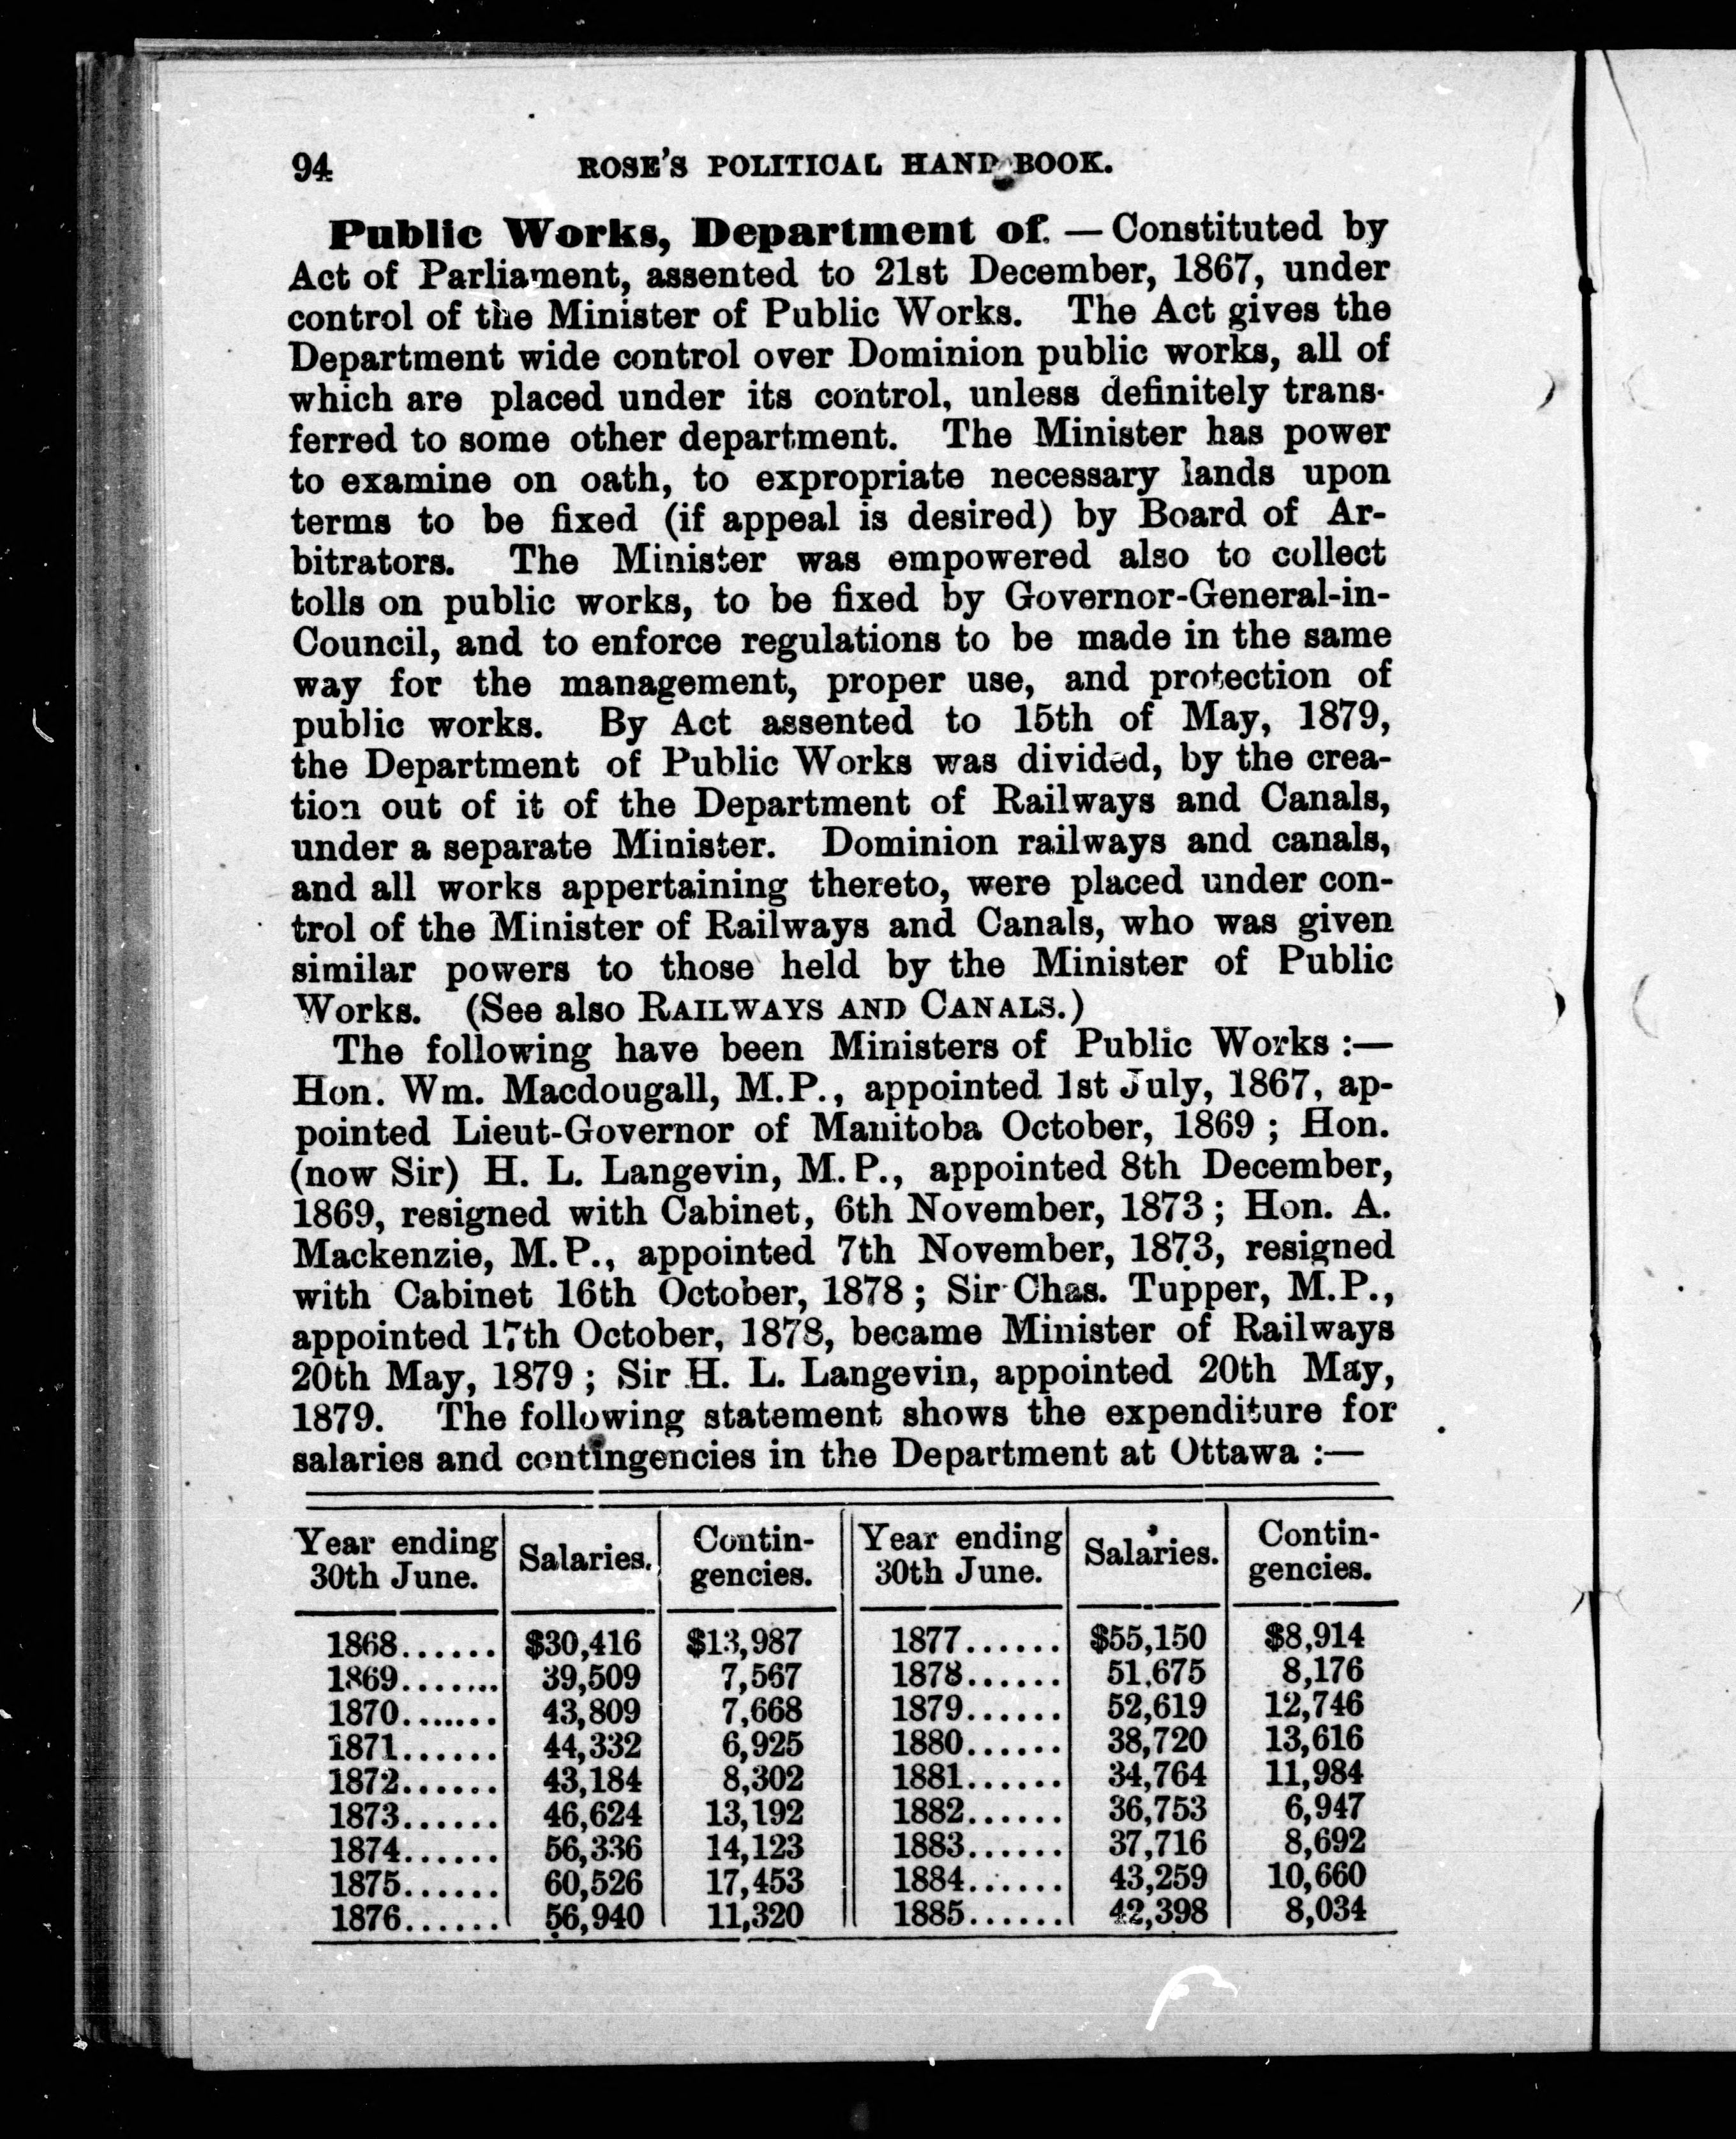 94 ROSE'S POLITICAL HAND BOOK.
Public Works, Department of. — Constituted by
Act of Parliament, assented to 21st December, 1867, under
control of the Minister of Public Works. The Act gives the
Department wide control over Dominion public works, all of
which are placed under its control, unless definitely trans-
ferred to some other department. The Minister has power
to examine on oath, to expropriate necessary lands upon
terms to be fixed (if appeal is desired) by Board of Ar-
bitrators. The Minister was empowered also to collect
tolls on public works, to be fixed by Governor-General-in-
Council, and to enforce regulations to be made in the same
way for the management, proper use, and protection of
public works. By Act assented to 15th of May, 1879,
the Department of Public Works was divided, by the crea-
tion out of it of the Department of Railways and Canals,
under a separate Minister. Dominion railways and canals,
and all works appertaining thereto, were placed under con-
trol of the Minister of Railways and Canals, who was given
similar powers to those held by the Minister of Public
Works. (See also RAILWAYS AND CANALS.)
The following have been Ministers of Public Works :—
Hon. Wm. Macdougall, M.P., appointed 1st July, 1867, ap-
pointed Lieut-Governor of Manitoba October, 1869 ; Hon.
(now Sir) H. L. Langevin, M.P., appointed 8th December,
1869, resigned with Cabinet, 6th November, 1873 ; Hon. A.
Mackenzie, M.P., appointed 7th November, 1873, resigned
with Cabinet 16th October, 1878 ; Sir Chas. Tupper, M.P.,
appointed 17th October, 1878, became Minister of Railways
20th May, 1879 ; Sir H. L. Langevin, appointed 20th May,
1879. The following statement shows the expenditure for
salaries and contingencies in the Department at Ottawa :—
Year ending 30th June. Salaries. Contin-gencies. Year ending 30th June. Salaries. Contin-gencies.
1868...... $30,416 $13,987 1877...... $55,150 $8,914
1869....... 39,509 7,567 1878...... 51,675 8,176
1870....... 43,809 7,668 1879...... 52,619 12,746
1871...... 44,332 6,925 1880...... 38,720 13,616
1872...... 43,184 8,302 1881...... 34,764 11,984
1873...... 46,624 13,192 1882...... 36,753 6,947
1874...... 56,336 14,123 1883...... 37,716 8,692
1875...... 60,526 17,453 1884...... 43,259 10,660
1876...... 56,940 11,320 1885...... 42,398 8,034